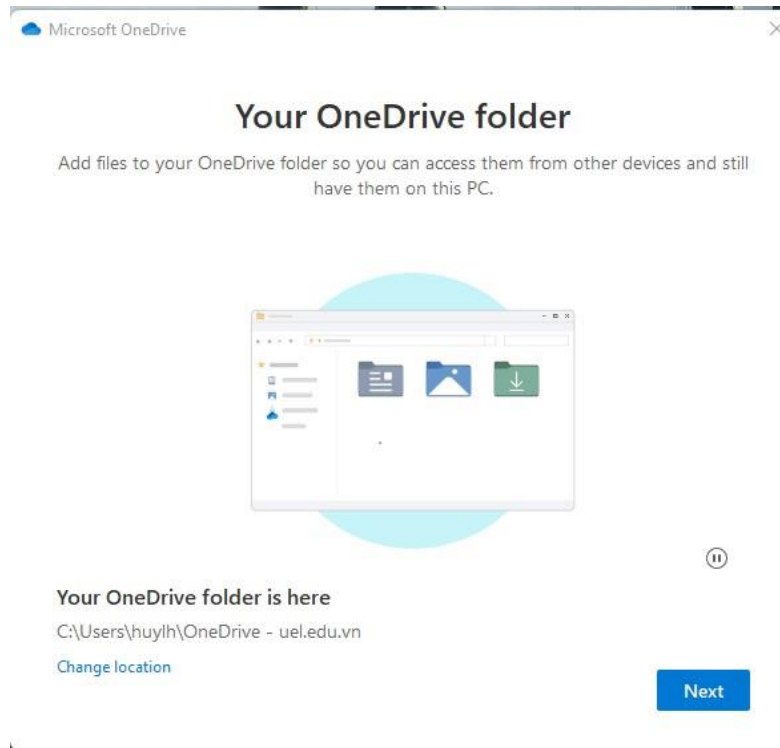 Microsoft OneDrive
Your OneDrive folder
Add files to your OneDrive folder so you can access them from other devices and still
have them on this PC.
Your OneDrive folder is here
C:\Users\huylh\OneDrive - uel.edu.vn
Change location
Next